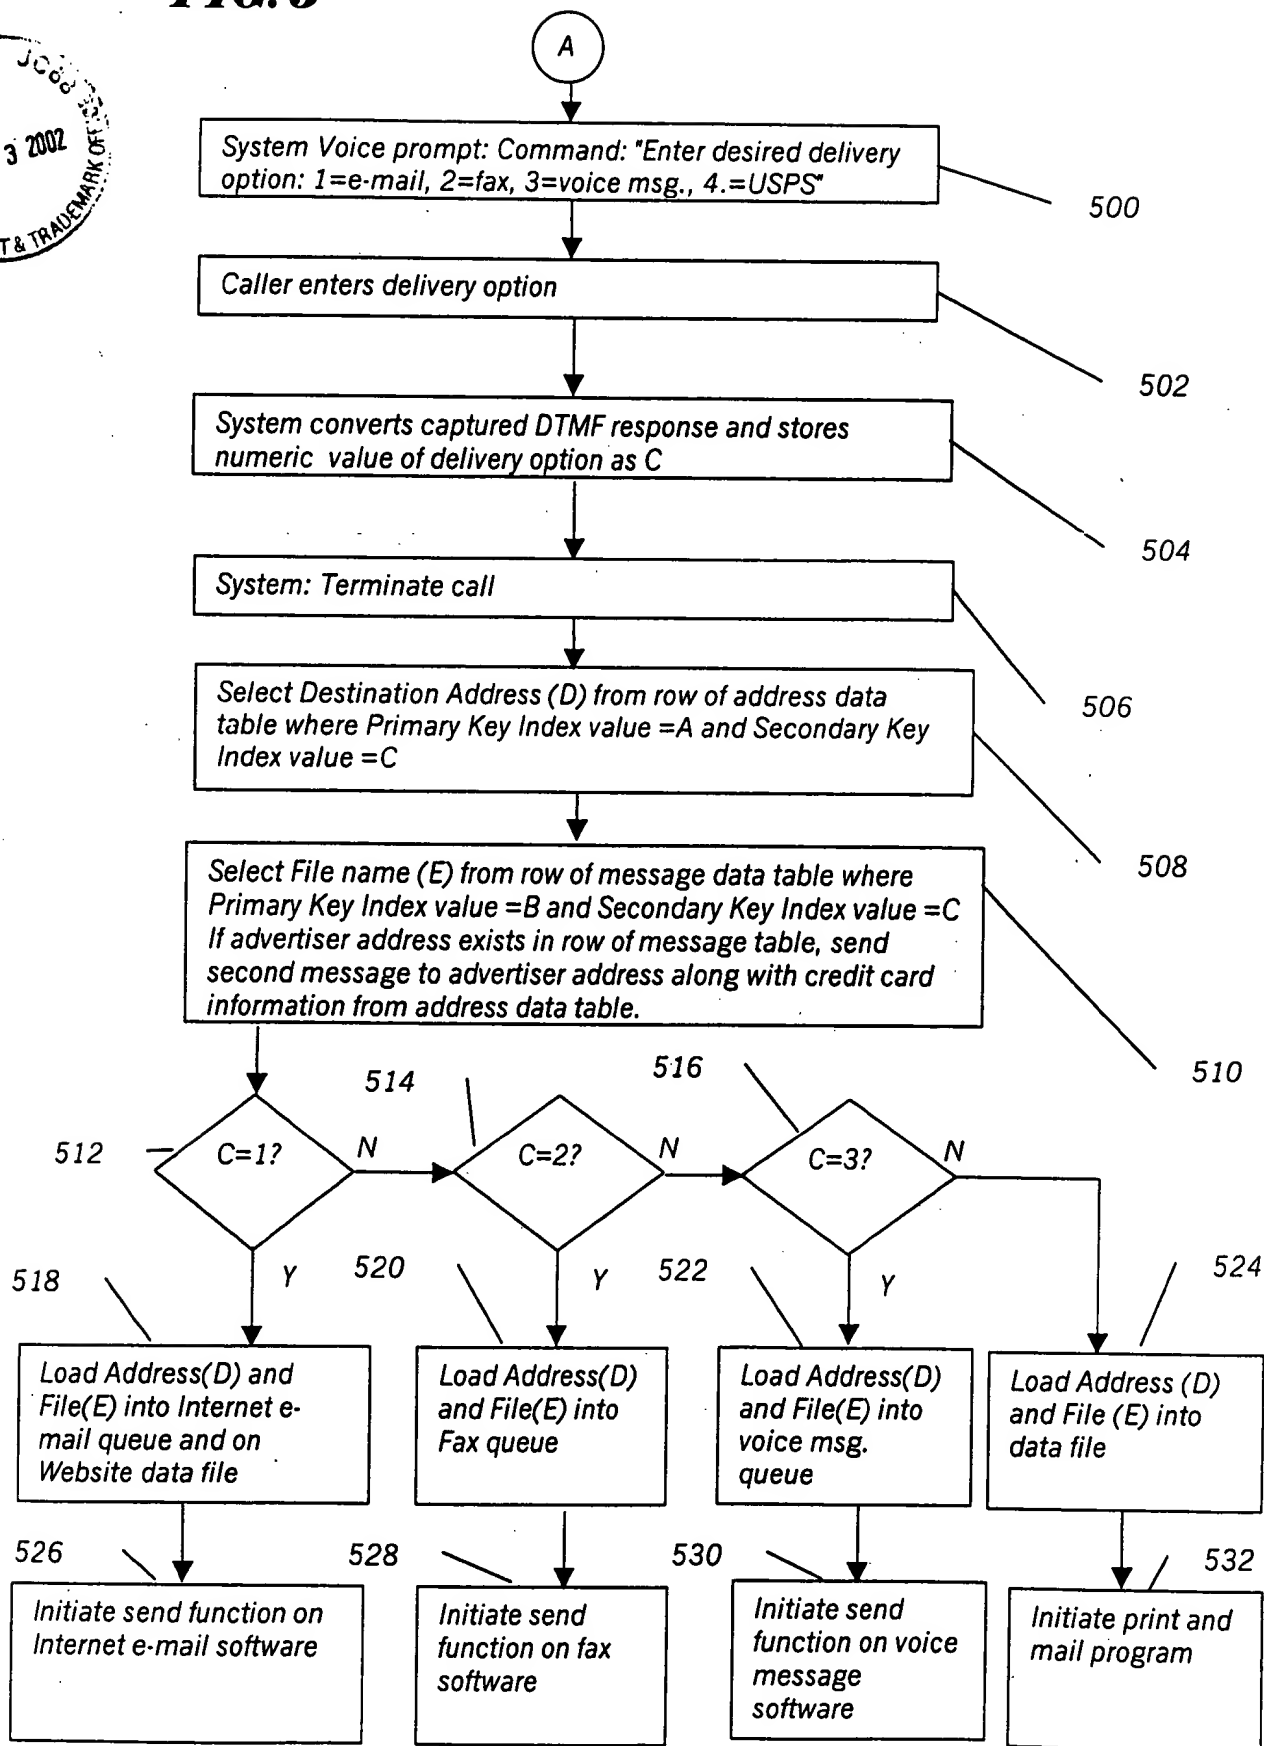 FIG. 5
A
JC68
3 2002
T & TRADEMARK OFF
System Voice prompt: Command: "Enter desired delivery
option: 1=e-mail, 2=fax, 3=voice msg., 4.=USPS"
500
Caller enters delivery option
502
System converts captured DTMF response and stores
numeric value of delivery option as C
504
System: Terminate call
506
Select Destination Address (D) from row of address data
table where Primary Key Index value =A and Secondary Key
Index value =C
508
Select File name (E) from row of message data table where
Primary Key Index value =B and Secondary Key Index value =C
If advertiser address exists in row of message table, send
second message to advertiser address along with credit card
information from address data table.
510
512
C=1?
N
514
C=2?
N
516
C=3?
N
518
Y
520
Y
522
Y
524
Load Address(D) and
File(E) into Internet e-
mail queue and on
Website data file
Load Address(D)
and File(E) into
Fax queue
Load Address(D)
and File(E) into
voice msg.
queue
Load Address (D)
and File (E) into
data file
526
528
530
532
Initiate send function on
Internet e-mail software
Initiate send
function on fax
software
Initiate send
function on voice
message
software
Initiate print and
mail program